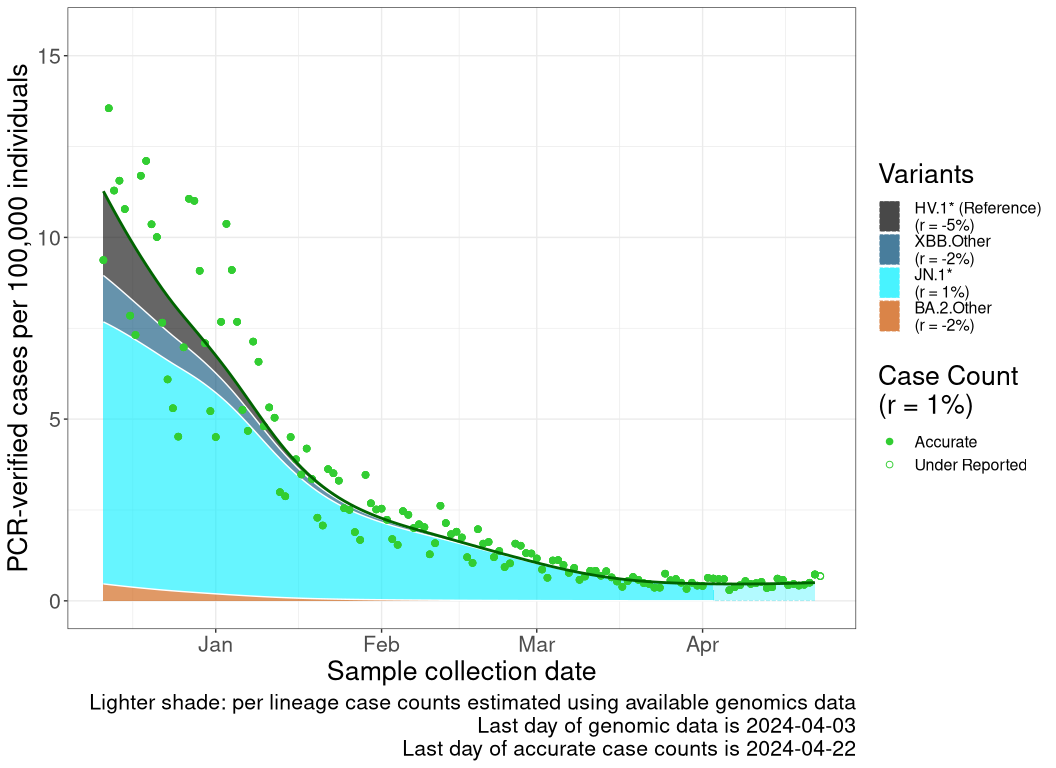 PCR-verified cases per 100,000 individuals
15
10
5
0
Jan
Feb
Mar
Apr
Sample collection date
Lighter shade: per lineage case counts estimated using available genomics data
Last day of genomic data is 2024-04-03
Last day of accurate case counts is 2024-04-22
Variants
HV.1* (Reference)
(r = -5%)
XBB.Other
(r = -2%)
JN.1*
(r = 1%)
BA.2.Other
(r = -2%)
Case Count
(r = 1%)
Accurate
Under Reported